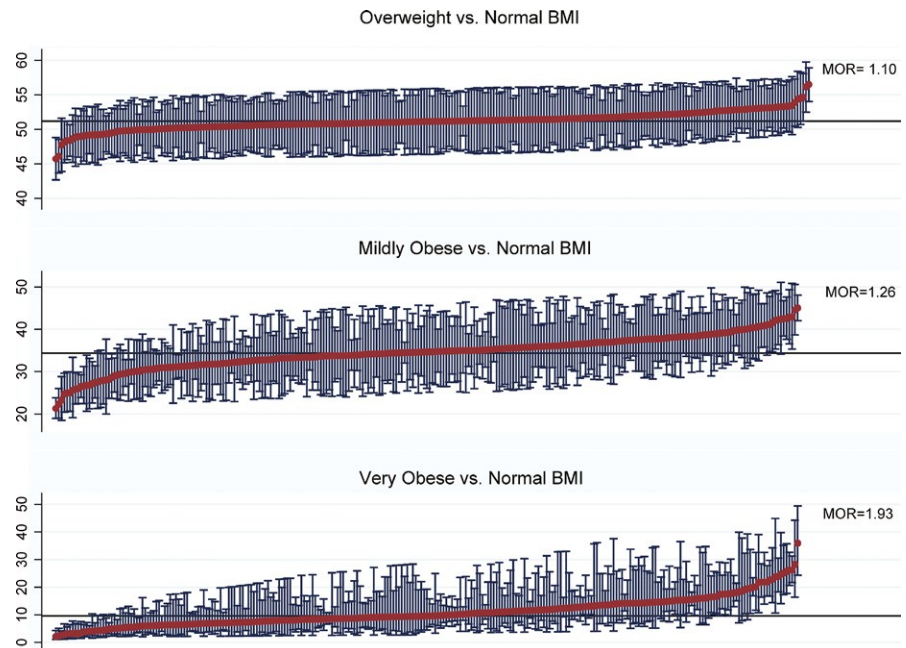 Overweight vs. Normal BMI
60
55
50
45
40
MOR= 1.10
Mildly Obese vs. Normal BMI
50
40
30
20
MOR=1.26
Very Obese vs. Normal BMI
50
40
30
20
10
0
MOR=1.93